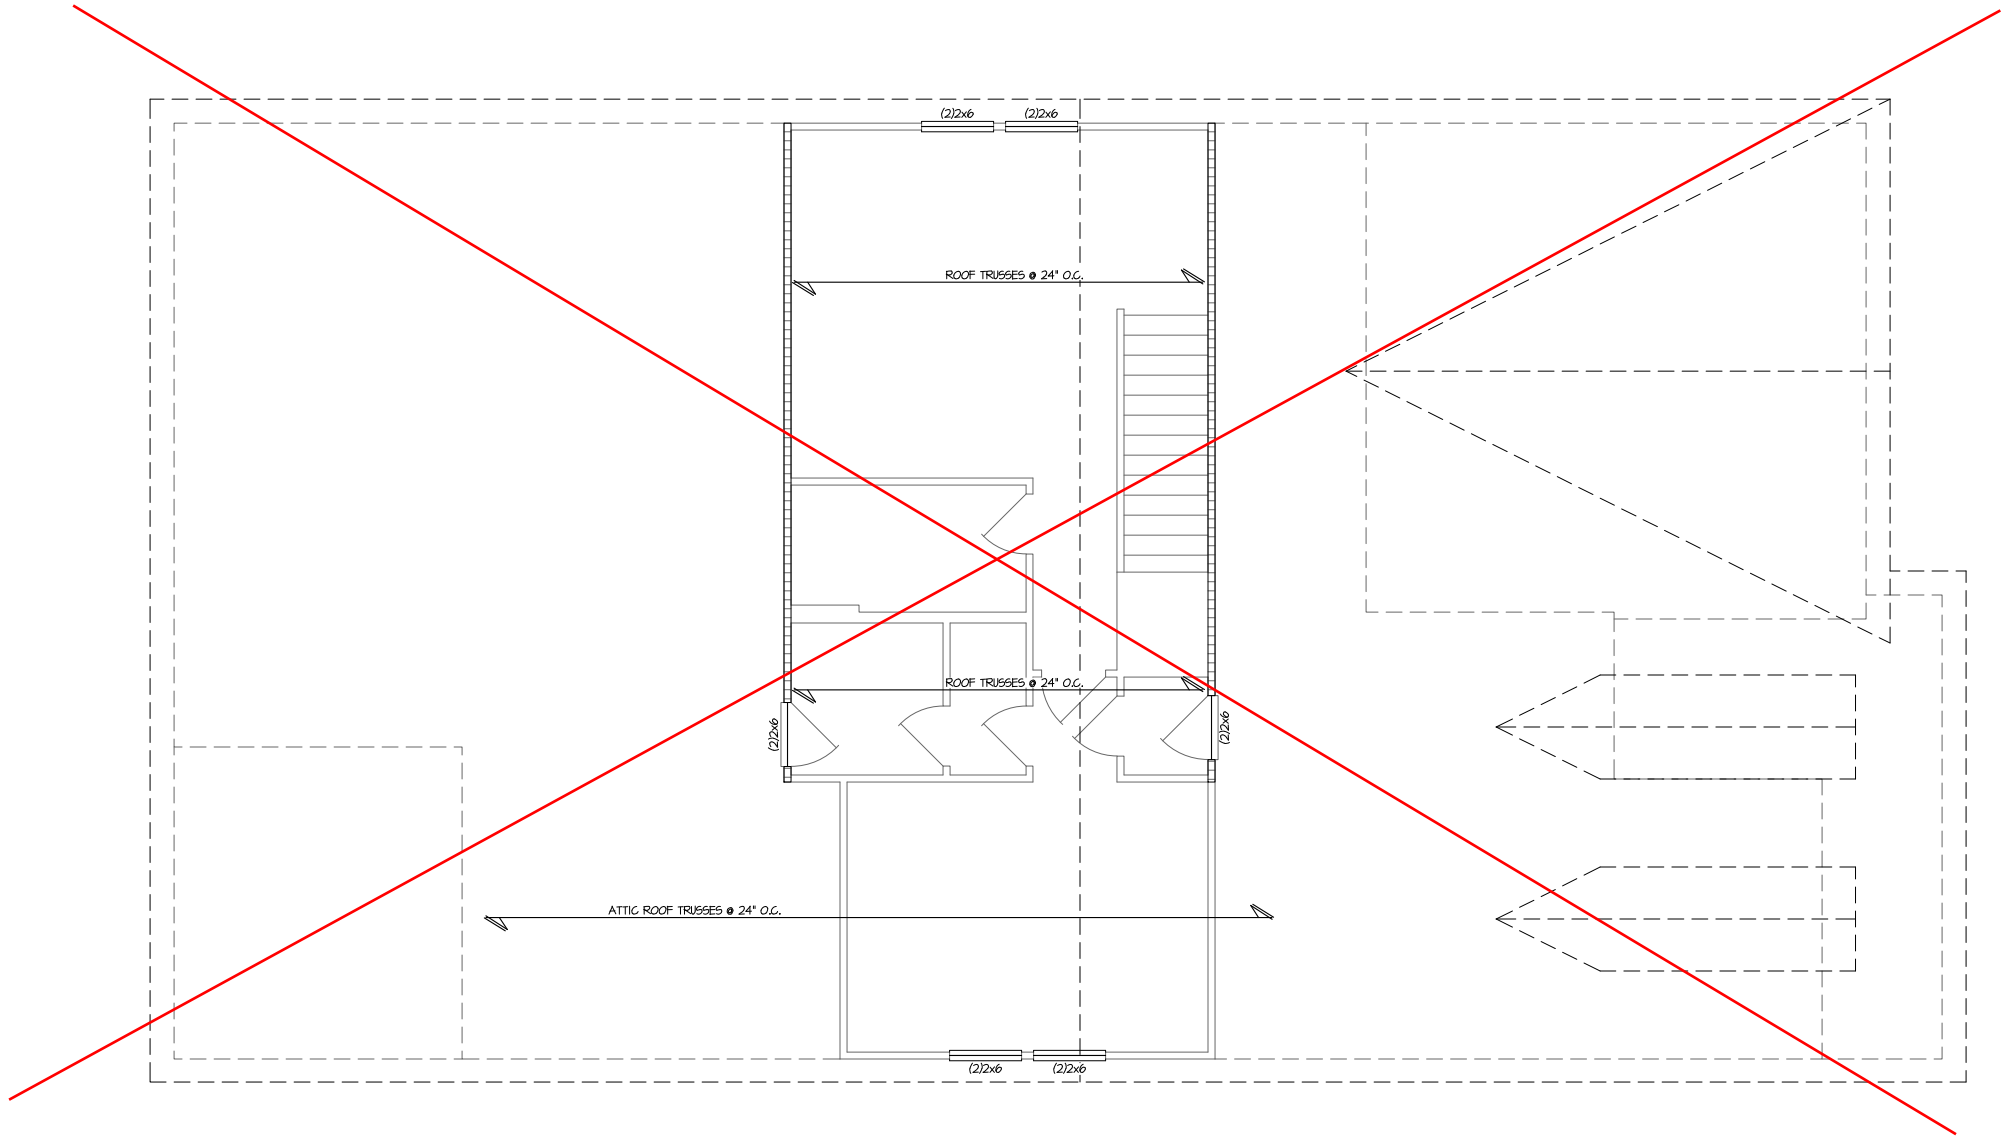 (2)2x6
(2)2x6
ROOF TRUSSES @ 24" O.C.
ROOF TRUSSES @ 24" O.C.
(2)2x6
(2)2x6
ATTIC ROOF TRUSSES @ 24" O.C.
(2)2x6
(2)2x6